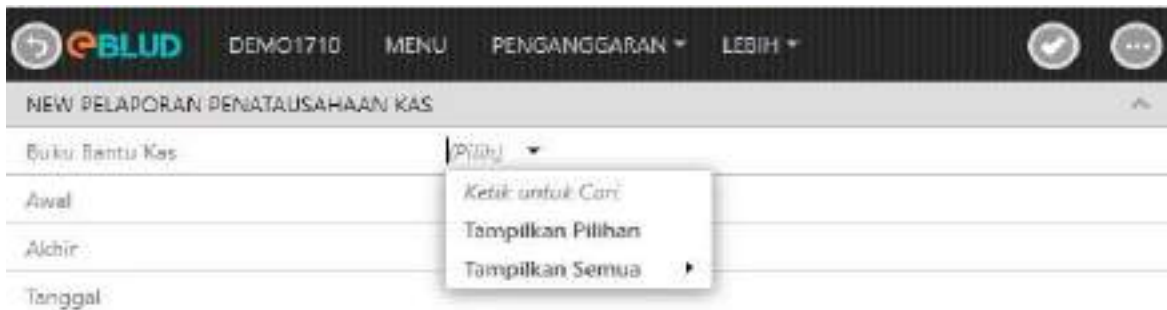 eBLUD DEMO1710 MENU PENGANGGARAN LEBIH
NEW PELAPORAN PENATAUSAHAAN KAS
Buku Bantu Kas (Pilih)
Ketik untuk Cari
Awal
Tampilkan Pilihan
Akhir
Tampilkan Semua
Tanggal